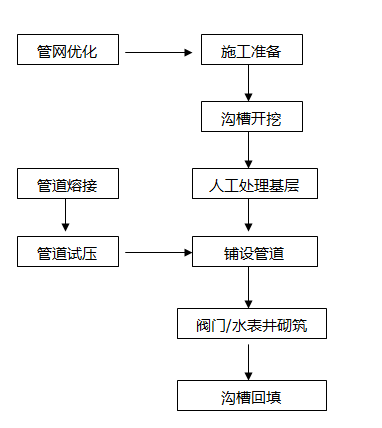 管网优化
施工准备
沟槽开挖
管道熔接
人工处理基层
管道试压
铺设管道
阀门/水表井砌筑
沟槽回填